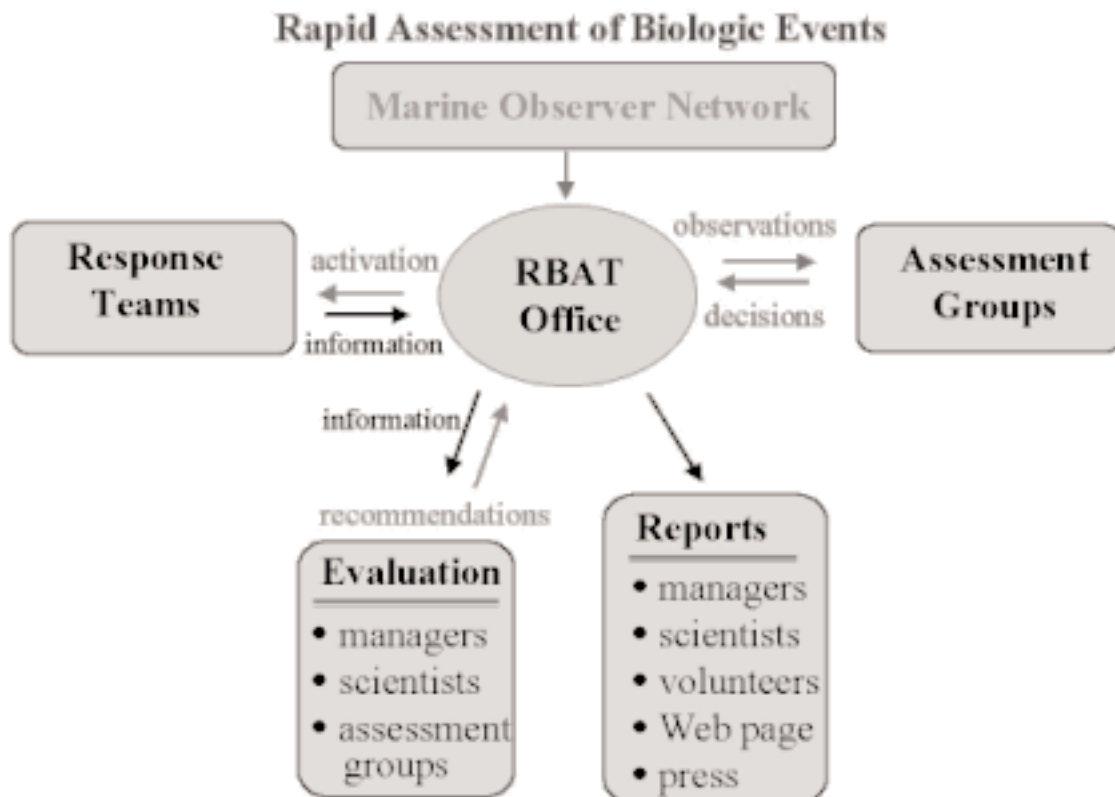 Rapid Assessment of Biologic Events
Marine Observer Network
Response
Teams
activation
information
RBAT
Office
observations
decisions
Assessment
Groups
information
recommendations
Evaluation
• managers
• scientists
• assessment
groups
Reports
• managers
• scientists
• volunteers
• Web page
• press